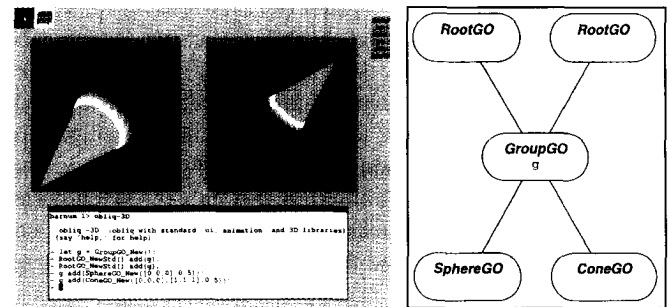 barnum 1> obliq-3D
obliq-3D (obliq with standard, ui, animation, and 3D libraries)
(say "help;" for help)
- let g = GroupGO_New();
- RootGO_NewStd().add(g);
- RootGO_NewStd().add(g);
- g.add(SphereGO_New([0,0,0],0.5));
- g.add(ConeGO_New([0,0,0],[1,1,1],0.5));
-
RootGO RootGO
GroupGO
g
SphereGO ConeGO